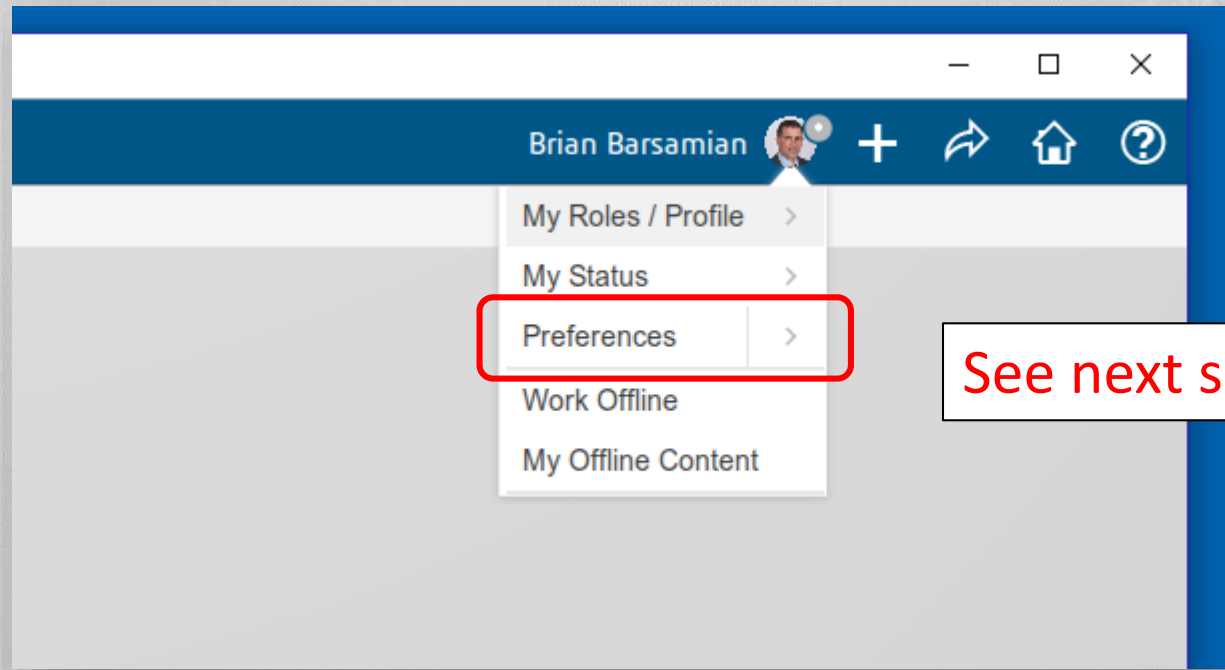 Brian Barsamian
My Roles / Profile
My Status
Preferences
See next s
Work Offline
My Offline Content